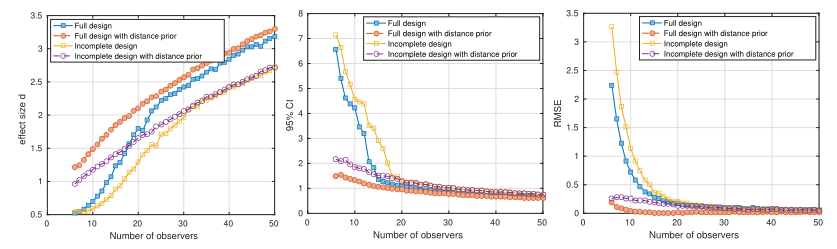 3.5
3
2.5
2
1.5
1
0.5
0
10
20
30
40
50
effect size d
Number of observers
Full design
Full design with distance prior
Incomplete design
Incomplete design with distance prior
8
7
6
5
4
3
2
1
0
0
10
20
30
40
50
95% CI
Number of observers
Full design
Full design with distance prior
Incomplete design
Incomplete design with distance prior
3.5
3
2.5
2
1.5
1
0.5
0
0
10
20
30
40
50
RMSE
Number of observers
Full design
Full design with distance prior
Incomplete design
Incomplete design with distance prior